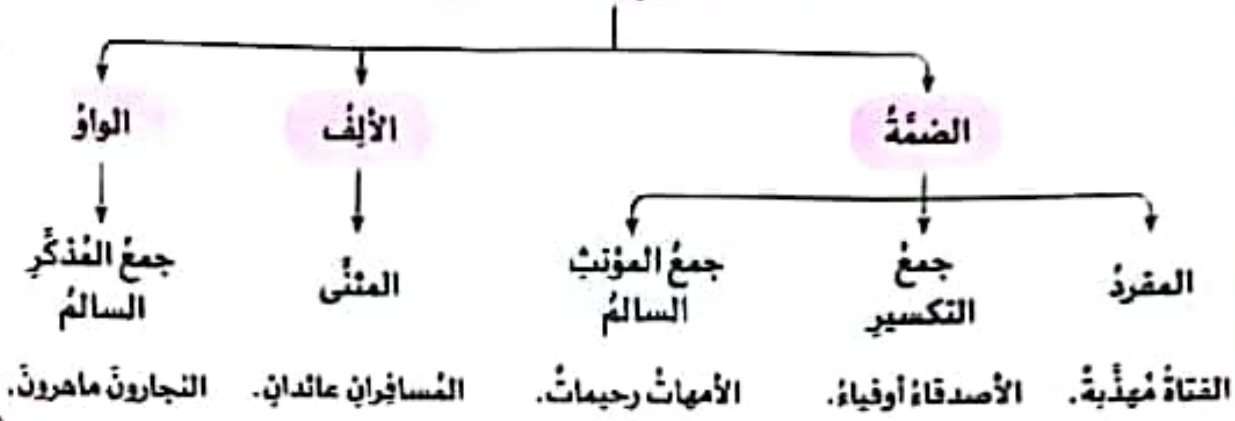 الضمَّةُ الألِفُ الواوُ
المفردُ جمعُ التكسيرِ جمعُ المؤنثِ السالمُ المثنَّى جمعُ المُذكَّرِ السالمُ
الفتاةُ مُهذَّبةٌ. الأصدقاءُ أوفياءُ. الأمهاتُ رحيماتٌ. المُسافِرانِ عائدانِ. النجارونَ ماهرونَ.